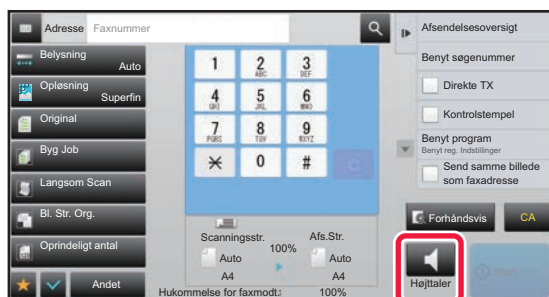 Adresse Faxnummer
Belysning
Auto
Opløsning
Superfin
Original
Byg Job
Langsom Scan
Bl. Str. Org.
Oprindeligt antal
Andet
1 2 3
ABC DEF
4 5 6
GHI JKL MNO
7 8 9
PQRS TUV WXYZ
0 #
C
Scanningsstr. 100% Afs.Str.
Auto Auto
A4 A4
Hukommelse for faxmodt.: 100%
Afsendelsesoversigt
Benyt søgenummer
Direkte TX
Kontrolstempel
Benyt program
Benyt reg. Indstillinger
Send samme billede
som faxadresse
Forhåndsvis CA
Højttaler
Start